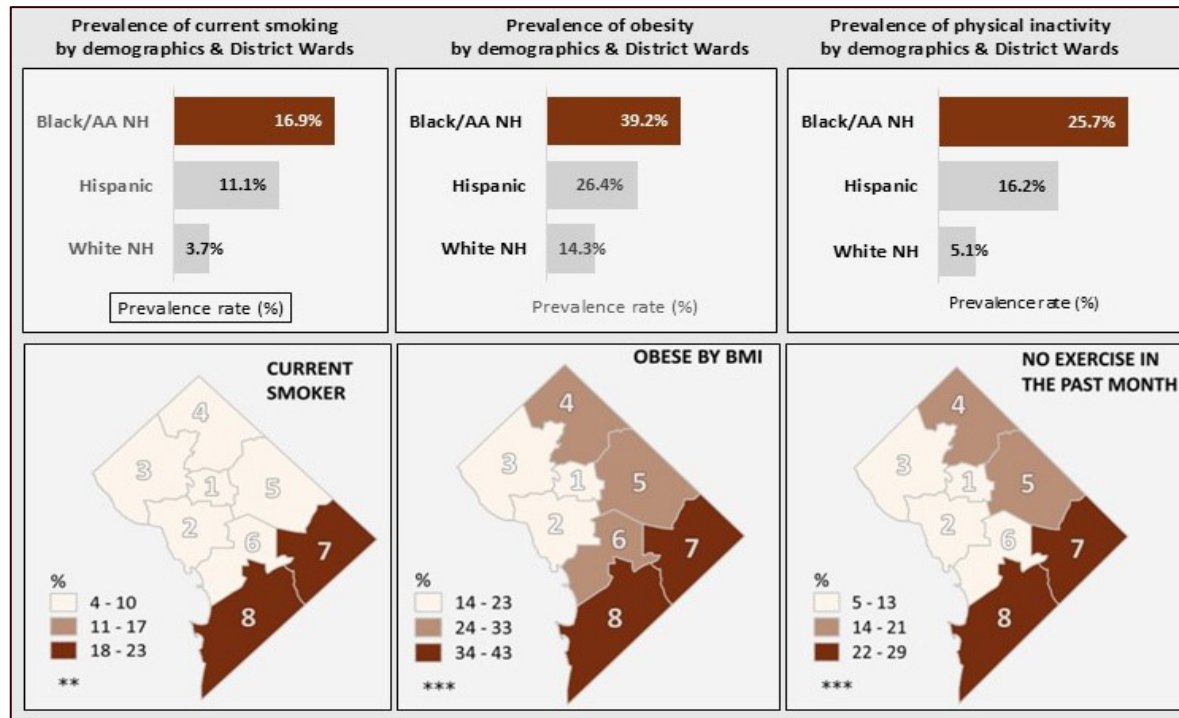 Prevalence of current smoking
by demographics & District Wards
Black/AA NH
16.9%
Hispanic
11.1%
White NH
3.7%
Prevalence rate (%)
Prevalence of obesity
by demographics & District Wards
Black/AA NH
39.2%
Hispanic
26.4%
White NH
14.3%
Prevalence rate (%)
Prevalence of physical inactivity
by demographics & District Wards
Black/AA NH
25.7%
Hispanic
16.2%
White NH
5.1%
Prevalence rate (%)
CURRENT
SMOKER
4
3
1
5
2
6
7
8
%
4 - 10
11 - 17
18 - 23
**
OBESE BY BMI
4
3
1
5
2
6
7
8
%
14 - 23
24 - 33
34 - 43
***
NO EXERCISE IN
THE PAST MONTH
4
3
1
5
2
6
7
8
%
5 - 13
14 - 21
22 - 29
***